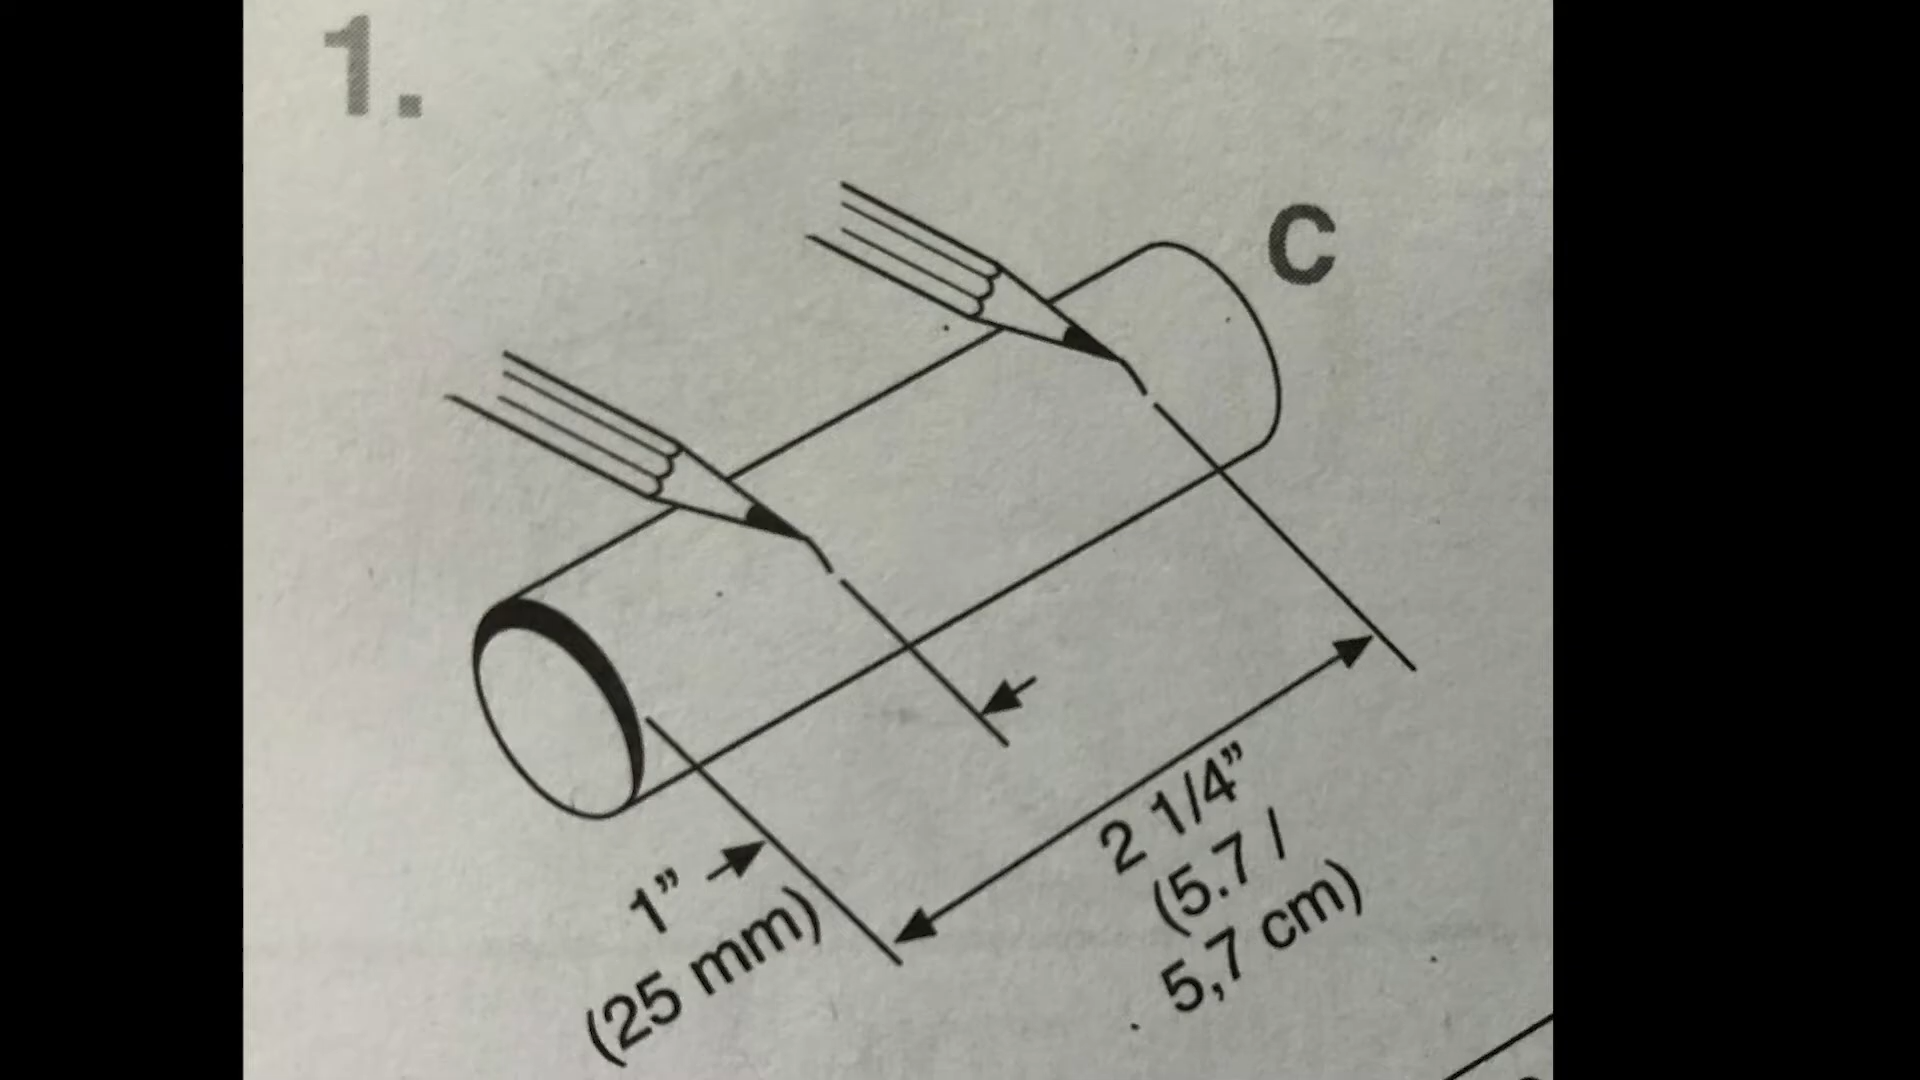 1.
C
1”
(25 mm)
2 1/4”
(5.7 /
5,7 cm)